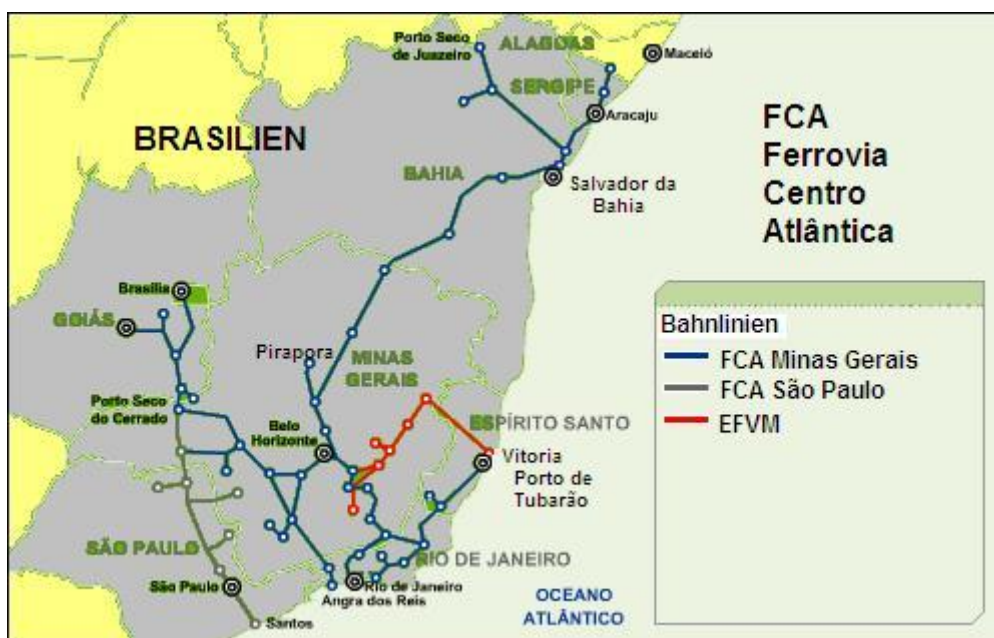 Porto Seco
de Juazeiro
ALAGOAS
Maceió
SERGIPE
BRASILIEN
Aracaju
FCA
Ferrovia
Centro
Atlântica
BAHIA
Salvador da
Bahia
Brasília
GOIÁS
Bahnlinien
Pirapora
MINAS
GERAIS
FCA Minas Gerais
FCA São Paulo
EFVM
Porto Seco
do Cerrado
Belo
Horizonte
ESPÍRITO SANTO
Vitoria
Porto de
Tubarão
SÃO PAULO
RIO DE JANEIRO
São Paulo
Rio de Janeiro
Angra dos Reis
Santos
OCEANO
ATLÂNTICO